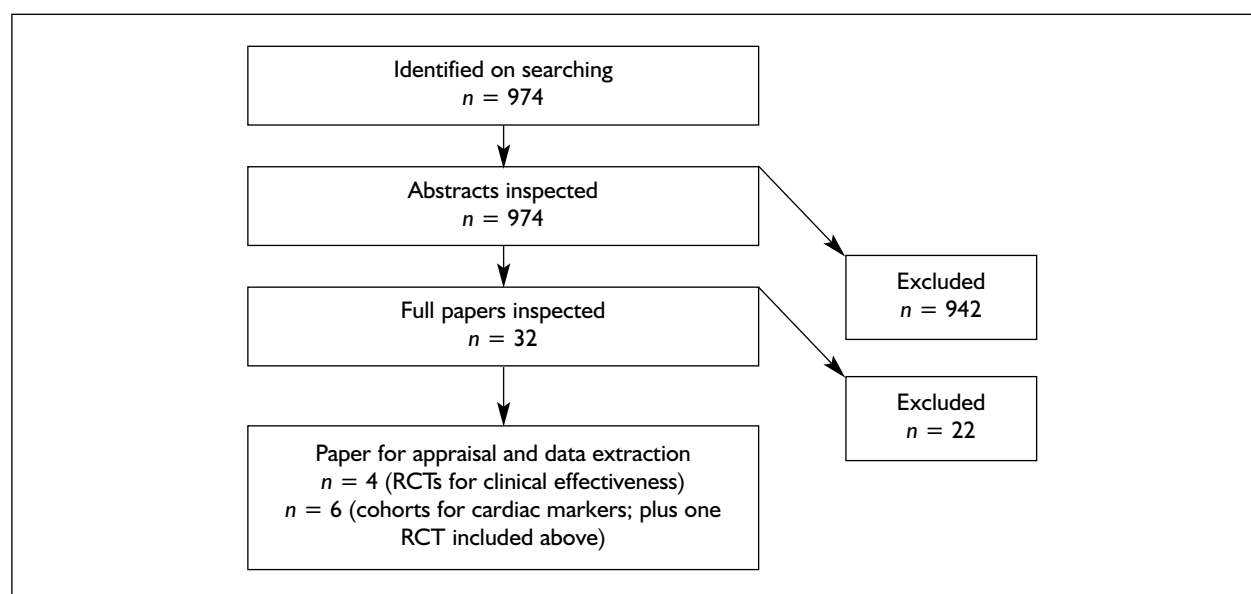 Identified on searching
n = 974
Abstracts inspected
n = 974
Excluded
n = 942
Full papers inspected
n = 32
Excluded
n = 22
Paper for appraisal and data extraction
n = 4 (RCTs for clinical effectiveness)
n = 6 (cohorts for cardiac markers; plus one
RCT included above)